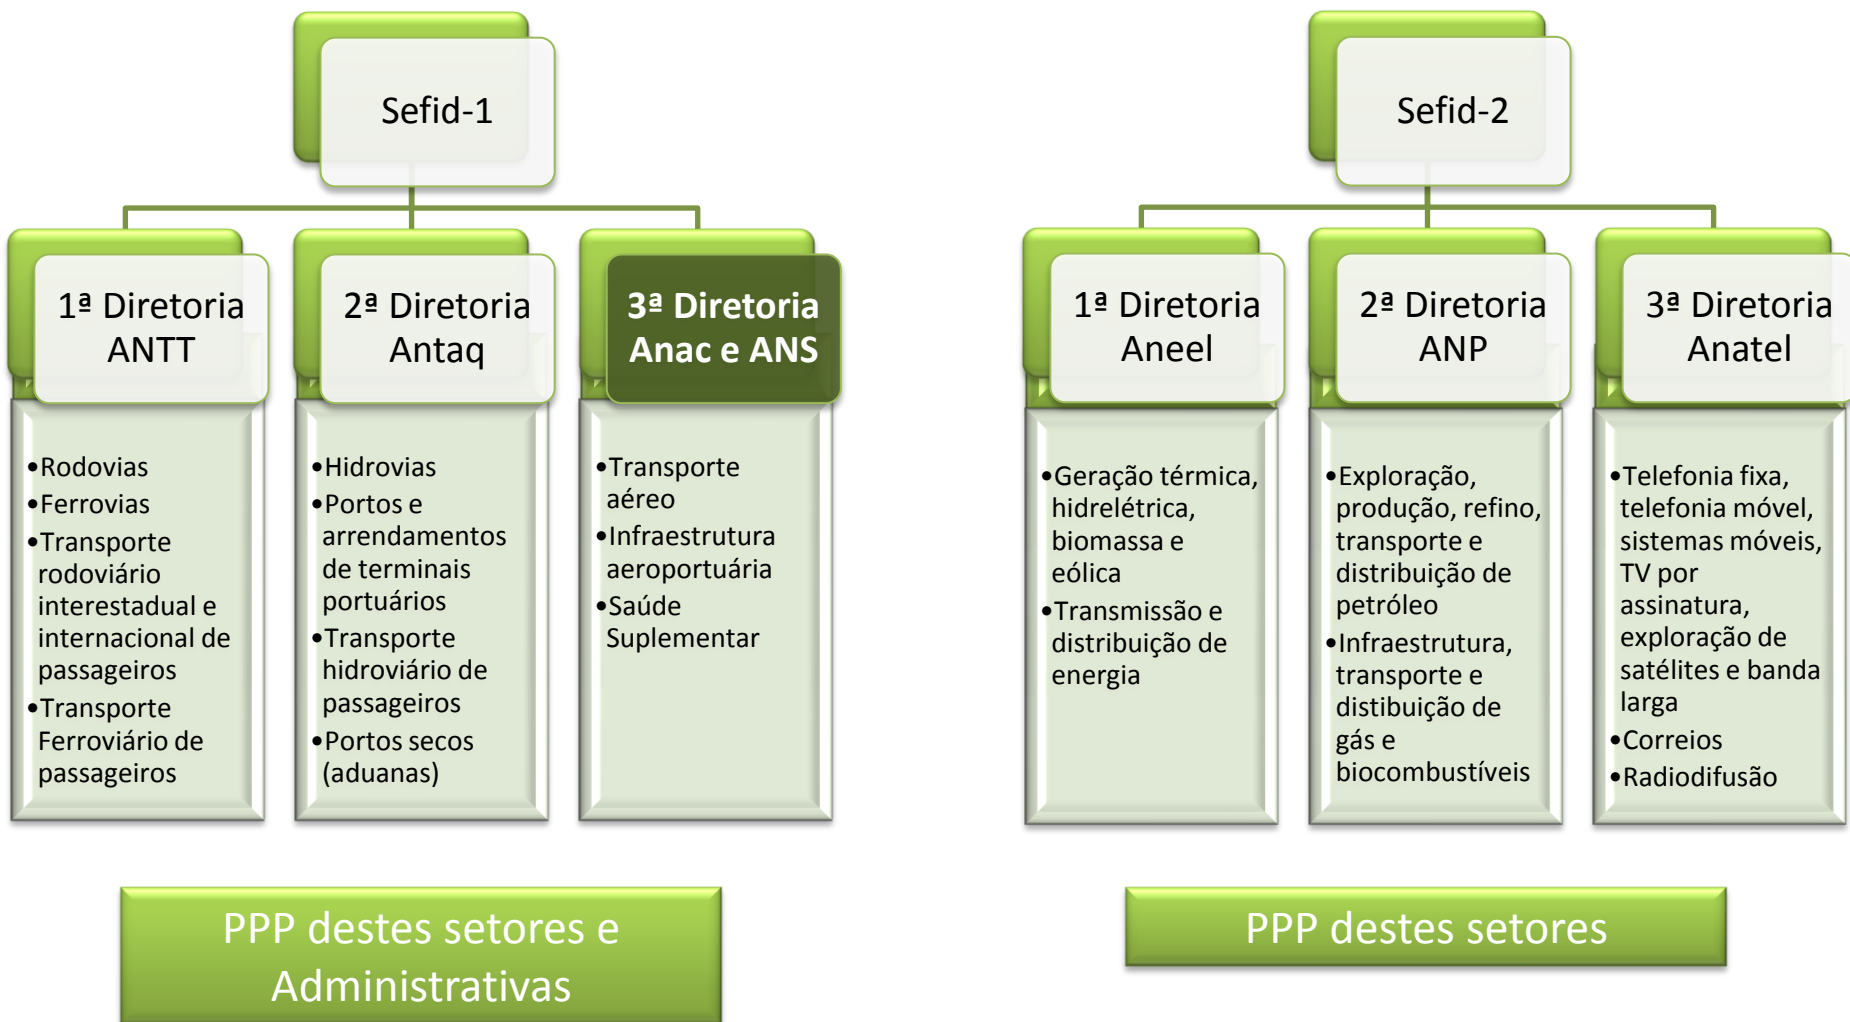 Sefid-1
1ª Diretoria
ANTT
•Rodovias
•Ferrovias
•Transporte
rodoviário
interestadual e
internacional de
passageiros
•Transporte
Ferroviário de
passageiros
2ª Diretoria
Antaq
•Hidrovias
•Portos e
arrendamentos
de terminais
portuários
•Transporte
hidroviário de
passageiros
•Portos secos
(aduanas)
3ª Diretoria
Anac e ANS
•Transporte
aéreo
•Infraestrutura
aeroportuária
•Saúde
Suplementar
PPP destes setores e
Administrativas
Sefid-2
1ª Diretoria
Aneel
•Geração térmica,
hidrelétrica,
biomassa e
eólica
•Transmissão e
distribuição de
energia
2ª Diretoria
ANP
•Exploração,
produção, refino,
transporte e
distribuição de
petróleo
•Infraestrutura,
transporte e
distibuição de
gás e
biocombustíveis
3ª Diretoria
Anatel
•Telefonia fixa,
telefonia móvel,
sistemas móveis,
TV por
assinatura,
exploração de
satélites e banda
larga
•Correios
•Radiodifusão
PPP destes setores